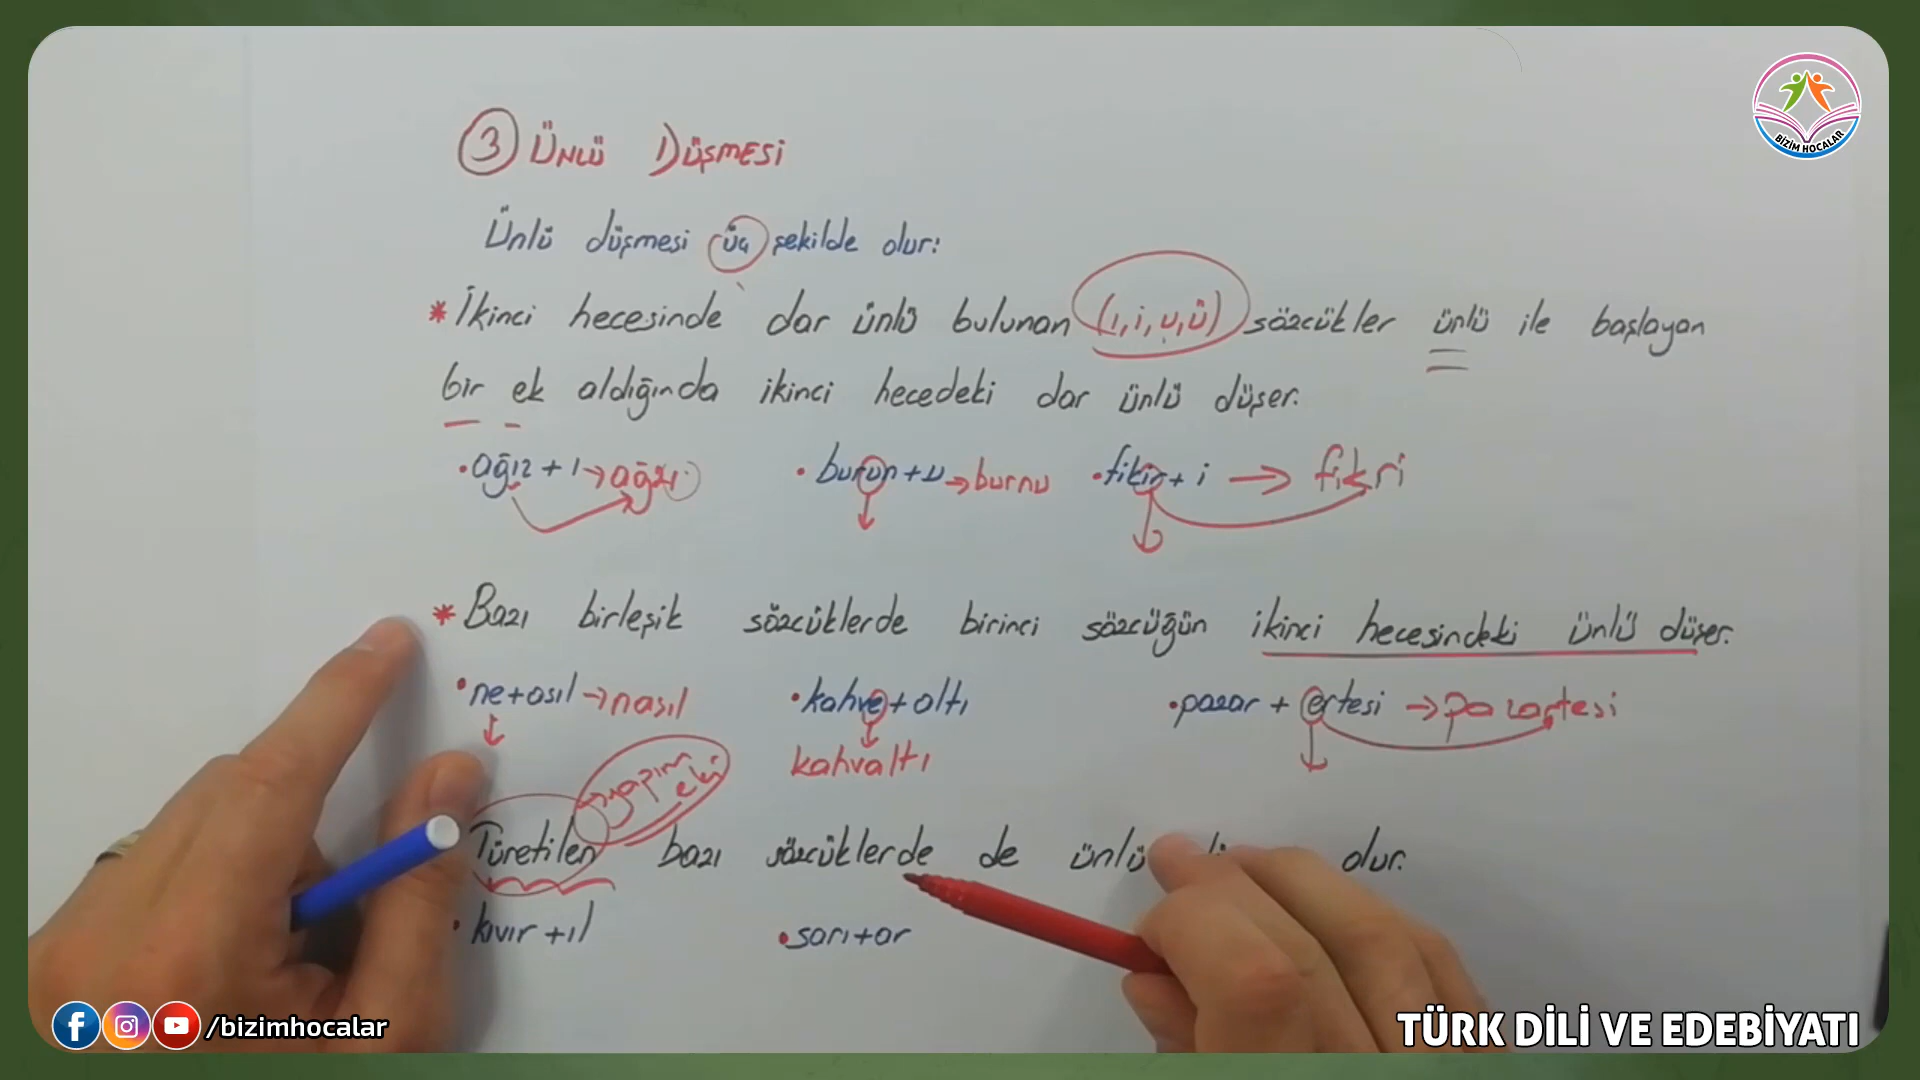 BİZİM HOCALAR
3 ÜNLÜ DÜŞMESİ
Ünlü düşmesi üç şekilde olur:
* İkinci hecesinde dar ünlü bulunan (ı, i, u, ü) sözcükler ünlü ile başlayan
bir ek aldığında ikinci hecedeki dar ünlü düşer.
• ağız + ı → ağzı • burun + u → burnu • fikir + i → fikri
* Bazı birleşik sözcüklerde birinci sözcüğün ikinci hecesindeki ünlü düşer.
• ne + asıl → nasıl • kahve + altı • pazar + ertesi → pazartesi
kahvaltı
→ yapım eki
Türetilen bazı sözcüklerde de ünlü olur.
• kıvır + ıl • sarı + ar
/bizimhocalar
TÜRK DİLİ VE EDEBİYATI